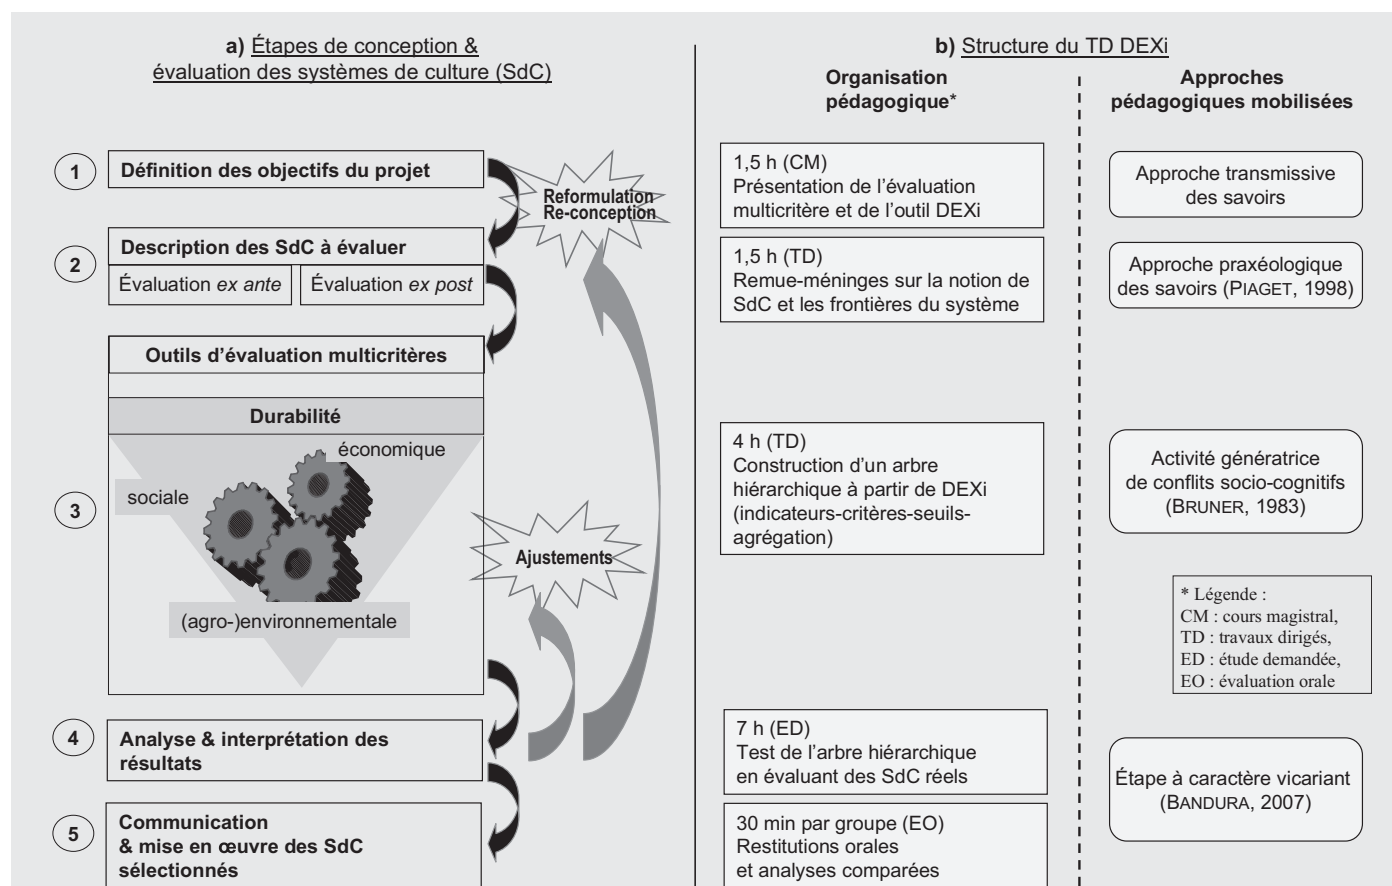 a) Étapes de conception &
évaluation des systèmes de culture (SdC)
1
Définition des objectifs du projet
Reformulation
Re-conception
2
Description des SdC à évaluer
Évaluation ex ante
Évaluation ex post
Outils d'évaluation multicritères
Durabilité
économique
sociale
3
(agro-)environnementale
Ajustements
4
Analyse & interprétation des
résultats
5
Communication
& mise en œuvre des SdC
sélectionnés
b) Structure du TD DEXi
Organisation
pédagogique*
Approches
pédagogiques mobilisées
1,5 h (CM)
Présentation de l'évaluation
multicritère et de l'outil DEXi
Approche transmissive
des savoirs
1,5 h (TD)
Remue-méninges sur la notion de
SdC et les frontières du système
Approche praxéologique
des savoirs (PIAGET, 1998)
4 h (TD)
Construction d'un arbre
hiérarchique à partir de DEXi
(indicateurs-critères-seuils-
agrégation)
Activité génératrice
de conflits socio-cognitifs
(BRUNER, 1983)
* Légende :
CM : cours magistral,
TD : travaux dirigés,
ED : étude demandée,
EO : évaluation orale
7 h (ED)
Test de l'arbre hiérarchique
en évaluant des SdC réels
Étape à caractère vicariant
(BANDURA, 2007)
30 min par groupe (EO)
Restitutions orales
et analyses comparées